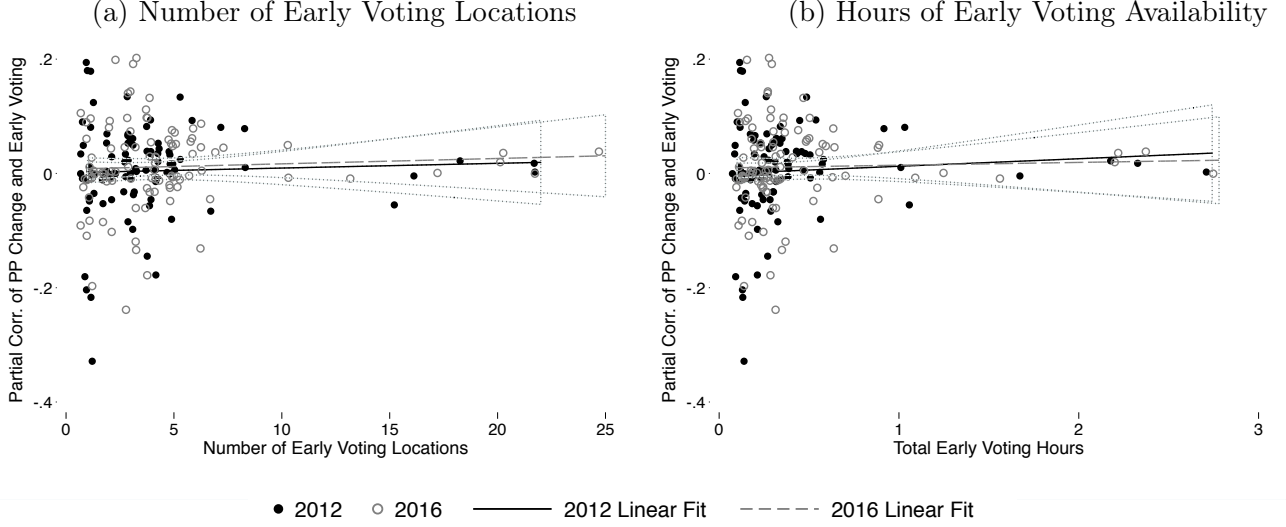 (a) Number of Early Voting Locations
Partial Corr. of PP Change and Early Voting
.2
0
-.2
-.4
0 5 10 15 20 25
Number of Early Voting Locations
(b) Hours of Early Voting Availability
Partial Corr. of PP Change and Early Voting
.2
0
-.2
-.4
0 1 2 3
Total Early Voting Hours
2012 2016 2012 Linear Fit 2016 Linear Fit